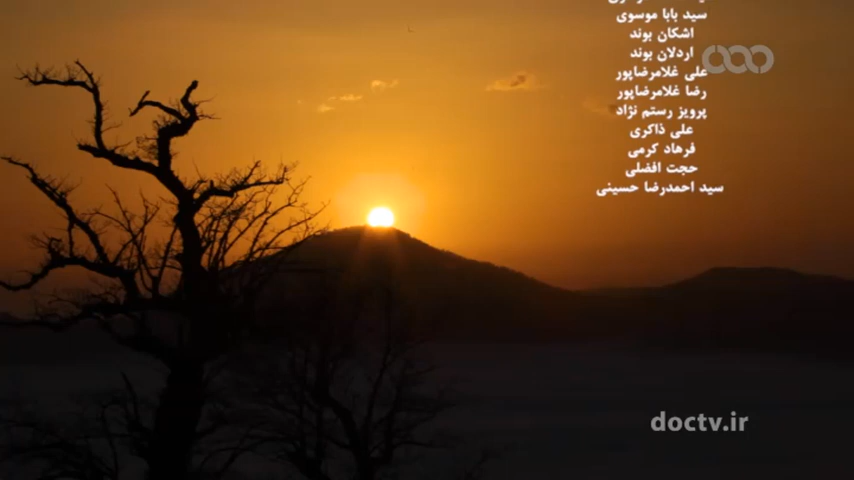 سید بابا موسوی
اشکان بوند
اردلان بوند
علی غلامرضاپور
رضا غلامرضاپور
پرویز رستم نژاد
علی ذاکری
فرهاد کرمی
حجت افضلی
سید احمدرضا حسینی
doctv.ir